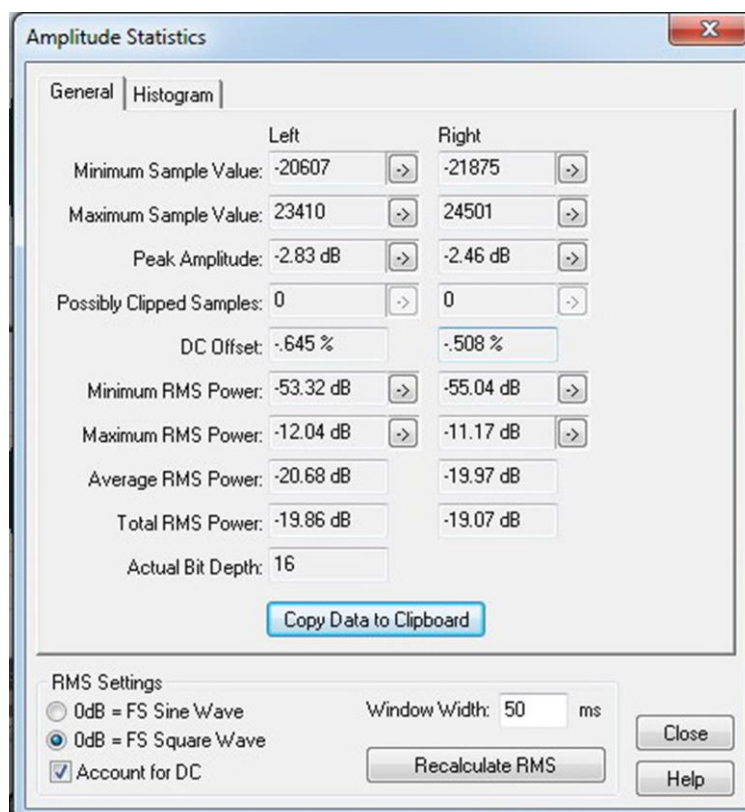 Amplitude Statistics
General Histogram
Left Right
Minimum Sample Value: -20607 -> -21875 ->
Maximum Sample Value: 23410 -> 24501 ->
Peak Amplitude: -2.83 dB -> -2.46 dB ->
Possibly Clipped Samples: 0 -> 0 ->
DC Offset: -.645 % -.508 %
Minimum RMS Power: -53.32 dB -> -55.04 dB ->
Maximum RMS Power: -12.04 dB -> -11.17 dB ->
Average RMS Power: -20.68 dB -19.97 dB
Total RMS Power: -19.86 dB -19.07 dB
Actual Bit Depth: 16
Copy Data to Clipboard
RMS Settings
0dB = FS Sine Wave Window Width: 50 ms
0dB = FS Square Wave Close
Account for DC Recalculate RMS Help